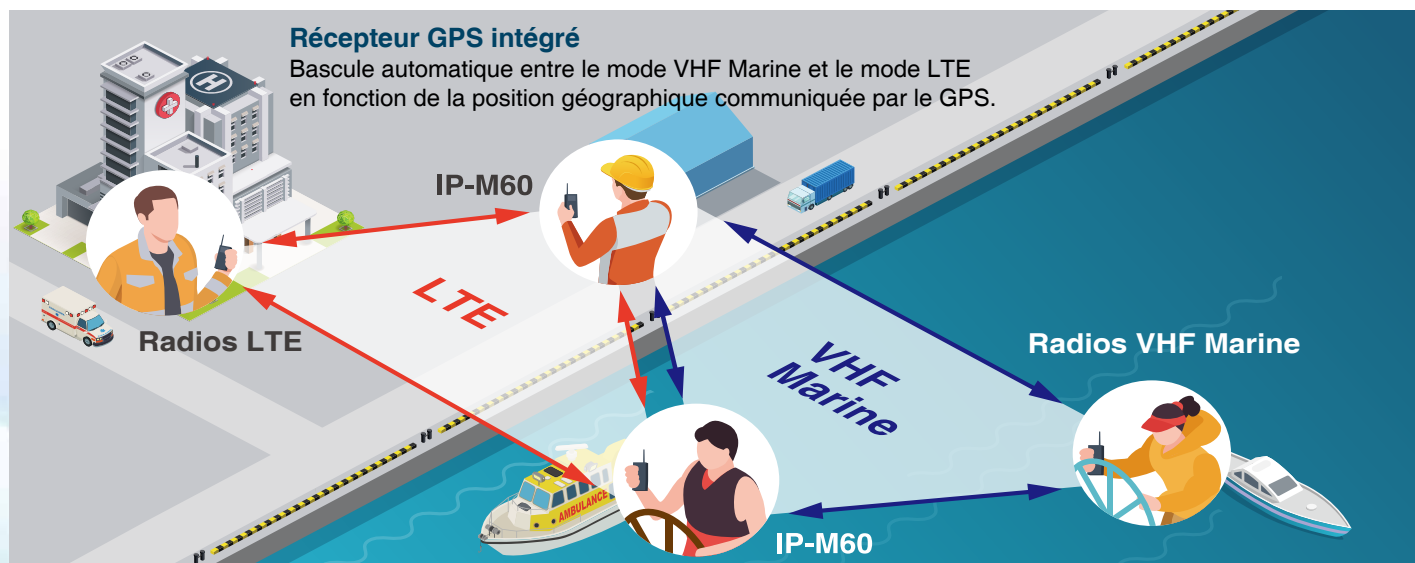 Récepteur GPS intégré
Bascule automatique entre le mode VHF Marine et le mode LTE
en fonction de la position géographique communiquée par le GPS.
H
IP-M60
LTE
Radios LTE
Radios VHF Marine
VHF
Marine
AMBULANCE
IP-M60